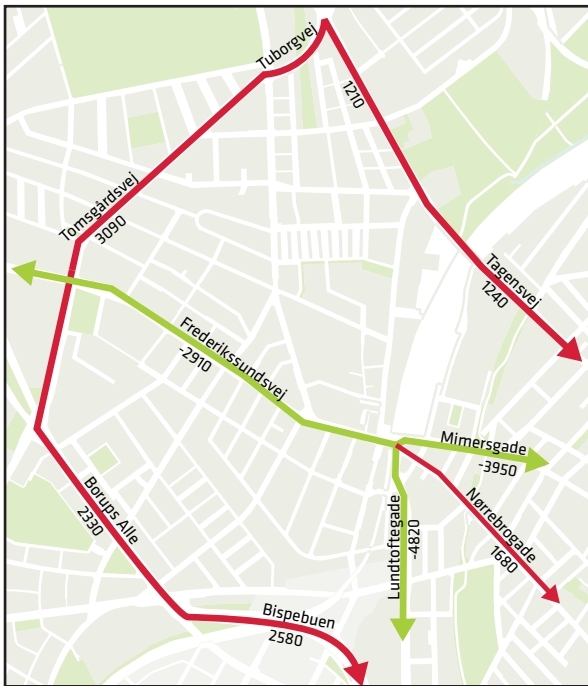 Tuborgvej
1210
Tomsgårdsvej
3090
Tagensvej
1240
Frederikssundsvej
-2910
Mimersgade
-3950
Borups Alle
2330
Nørrebrogade
1680
Lundtoftegade
-4820
Bispebuen
2580